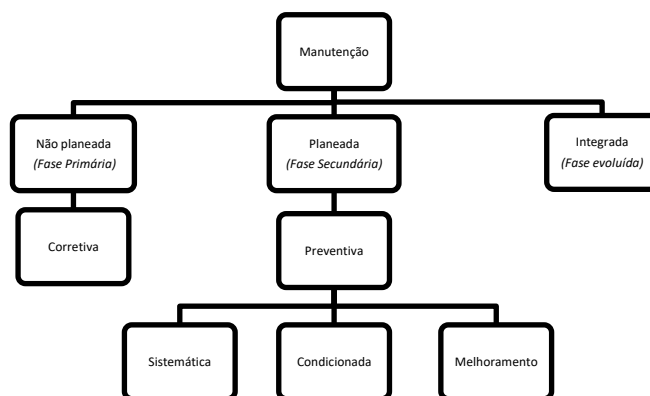 Manutenção
Não planeada
(Fase Primária)
Planeada
(Fase Secundária)
Integrada
(Fase evoluída)
Corretiva
Preventiva
Sistemática
Condicionada
Melhoramento